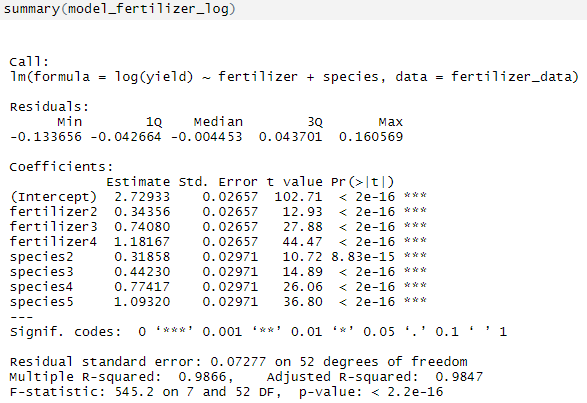 summary(model_fertilizer_log)
Call:
lm(formula = log(yield) ~ fertilizer + species, data = fertilizer_data)
Residuals:
      Min        1Q    Median        3Q       Max
-0.133656 -0.042664 -0.004453  0.043701  0.160569
Coefficients:
            Estimate Std. Error t value Pr(>|t|)
(Intercept)  2.72933    0.02657  102.71  < 2e-16 ***
fertilizer2  0.34356    0.02657   12.93  < 2e-16 ***
fertilizer3  0.74080    0.02657   27.88  < 2e-16 ***
fertilizer4  1.18167    0.02657   44.47  < 2e-16 ***
species2     0.31858    0.02971   10.72 8.83e-15 ***
species3     0.44230    0.02971   14.89  < 2e-16 ***
species4     0.77417    0.02971   26.06  < 2e-16 ***
species5     1.09320    0.02971   36.80  < 2e-16 ***
---
Signif. codes:  0 ‘***’ 0.001 ‘**’ 0.01 ‘*’ 0.05 ‘.’ 0.1 ‘ ’ 1
Residual standard error: 0.07277 on 52 degrees of freedom
Multiple R-squared:  0.9866,    Adjusted R-squared:  0.9847
F-statistic: 545.2 on 7 and 52 DF,  p-value: < 2.2e-16